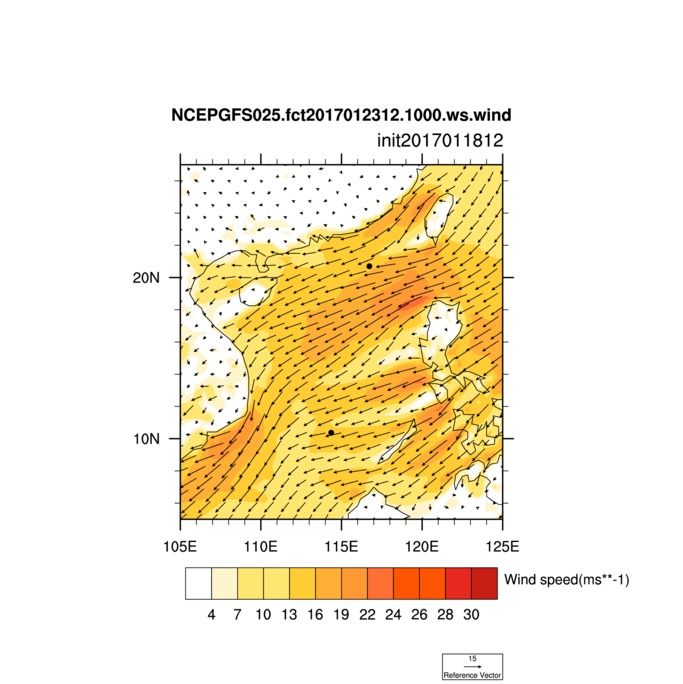 NCEPGFS025.fct2017012312.1000.ws.wind
init2017011812
20N
10N
105E 110E 115E 120E 125E
Wind speed(ms**-1)
4 7 10 13 16 19 22 24 26 28 30
15
Reference Vector